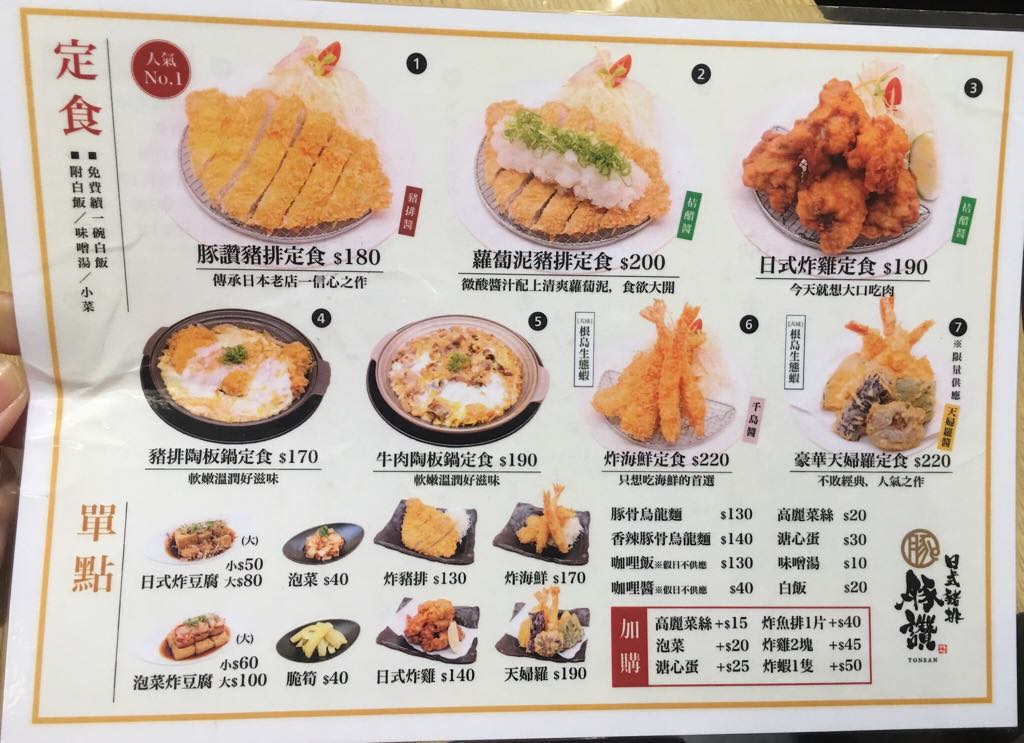 定食
■免費續一碗白飯
■附白飯/味噌湯/小菜
人氣
No.1
1
豬排醬
豚讚豬排定食 $180
傳承日本老店一信心之作
2
桔醋醬
蘿蔔泥豬排定食 $200
微酸醬汁配上清爽蘿蔔泥，食欲大開
3
桔醋醬
日式炸雞定食 $190
今天就想大口吃肉
4
豬排陶板鍋定食 $170
軟嫩溫潤好滋味
5
牛肉陶板鍋定食 $190
軟嫩溫潤好滋味
根島生態蝦
6
千島醬
炸海鮮定食 $220
只想吃海鮮的首選
根島生態蝦
7
※限量供應
天婦羅醬
豪華天婦羅定食 $220
不敗經典，人氣之作
單點
(大)
小$50
日式炸豆腐 大$80
泡菜 $40
炸豬排 $130
炸海鮮 $170
(大)
小$60
泡菜炸豆腐 大$100
脆筍 $40
日式炸雞 $140
天婦羅 $190
豚骨烏龍麵 $130
香辣豚骨烏龍麵 $140
咖哩飯※假日不供應 $130
咖哩醬※假日不供應 $40
高麗菜絲 $20
溏心蛋 $30
味噌湯 $10
白飯 $20
加購
高麗菜絲+$15 炸魚排1片+$40
泡菜 +$20 炸雞2塊 +$45
溏心蛋 +$25 炸蝦1隻 +$50
豚
日式豬排
豚讚
TONSAN